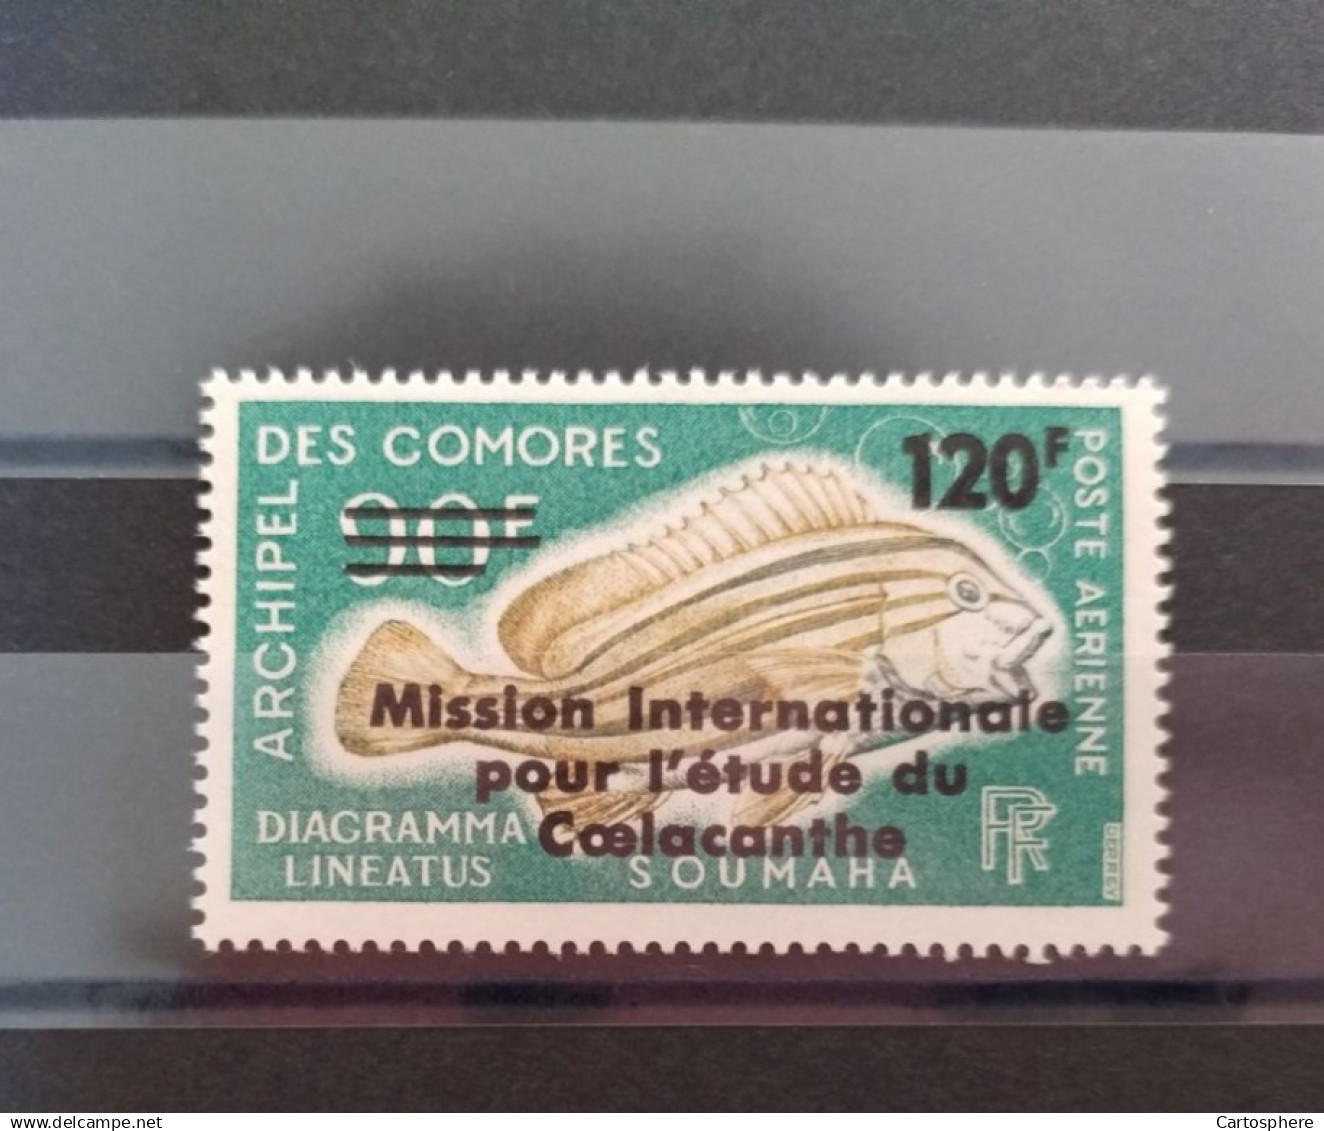 ARCHIPEL
DES COMORES
90F
120F
POSTE AERIENNE
Mission Internationale
pour l'étude du
Cœlacanthe
DIAGRAMMA
LINEATUS
SOUMAHA
RF
www.delcampe.net
Cartosphere